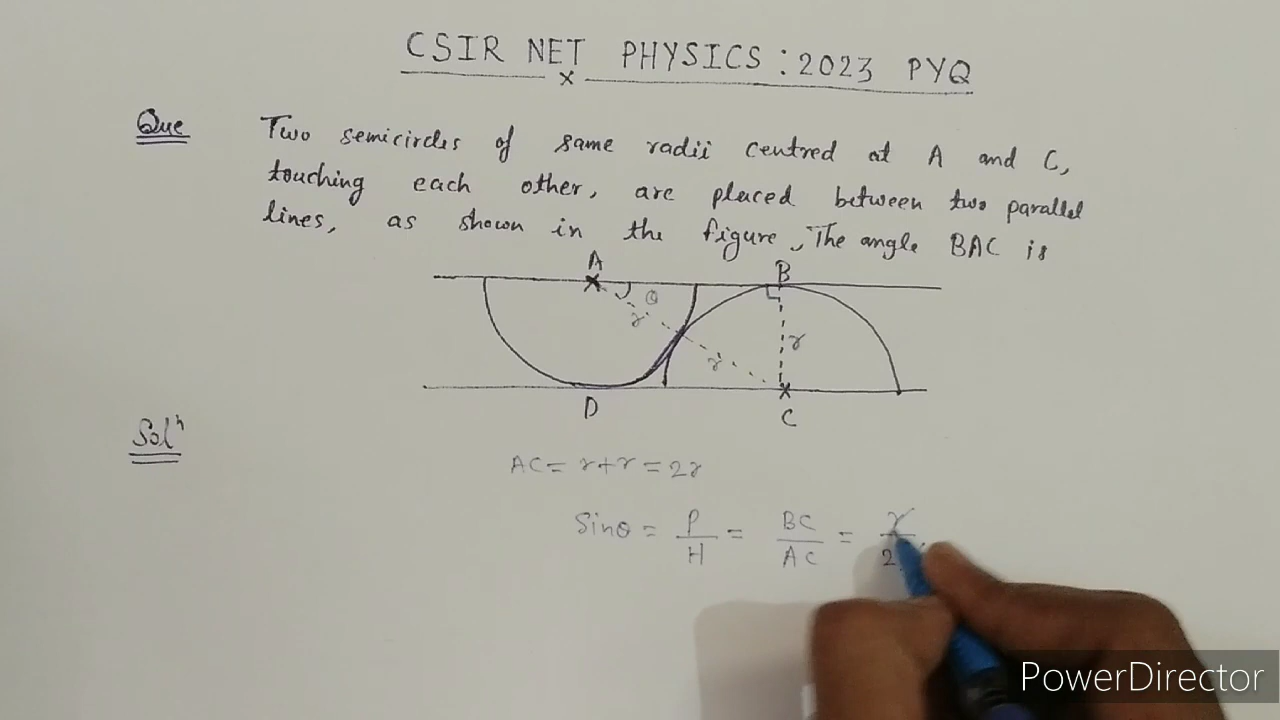 CSIR NET PHYSICS : 2023 PYQ
x
Que Two semicircles of same radii centred at A and C,
touching each other, are placed between two parallel
lines, as shown in the figure, The angle BAC is
A B
θ
r r r
D C
Solⁿ
AC = r+r = 2r
Sinθ = P/H = BC/AC = r/2
PowerDirector